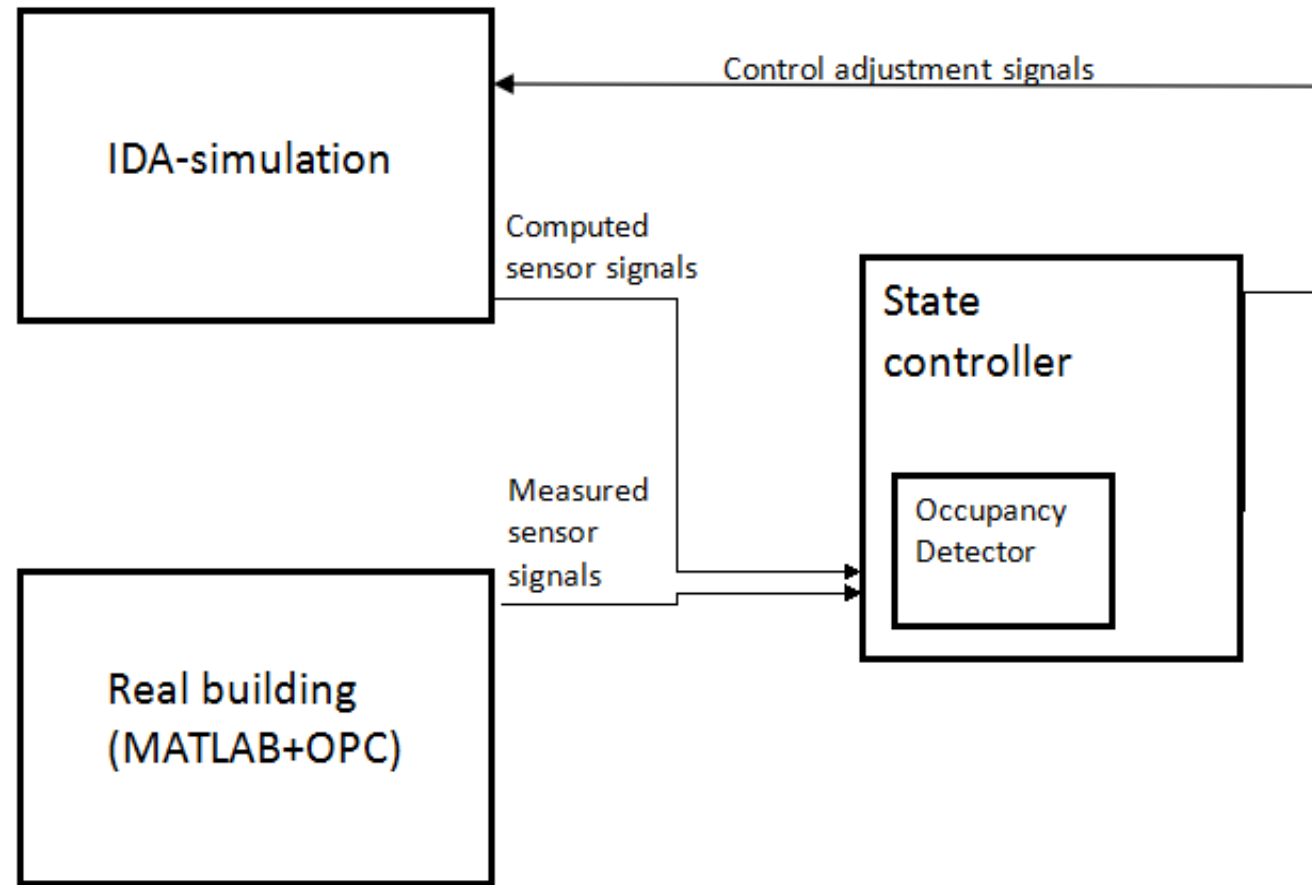 Control adjustment signals
IDA-simulation
Computed
sensor signals
State
controller
Measured
sensor
signals
Occupancy
Detector
Real building
(MATLAB+OPC)